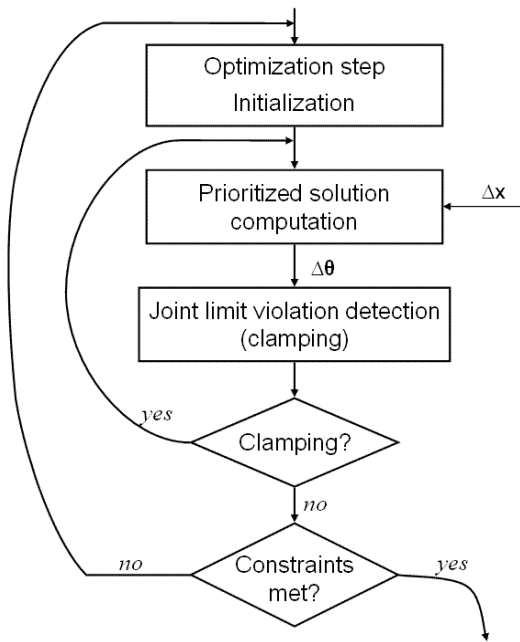 Optimization step
Initialization
Prioritized solution
computation
Δx
Δθ
Joint limit violation detection
(clamping)
yes
Clamping?
no
no
Constraints
met?
yes